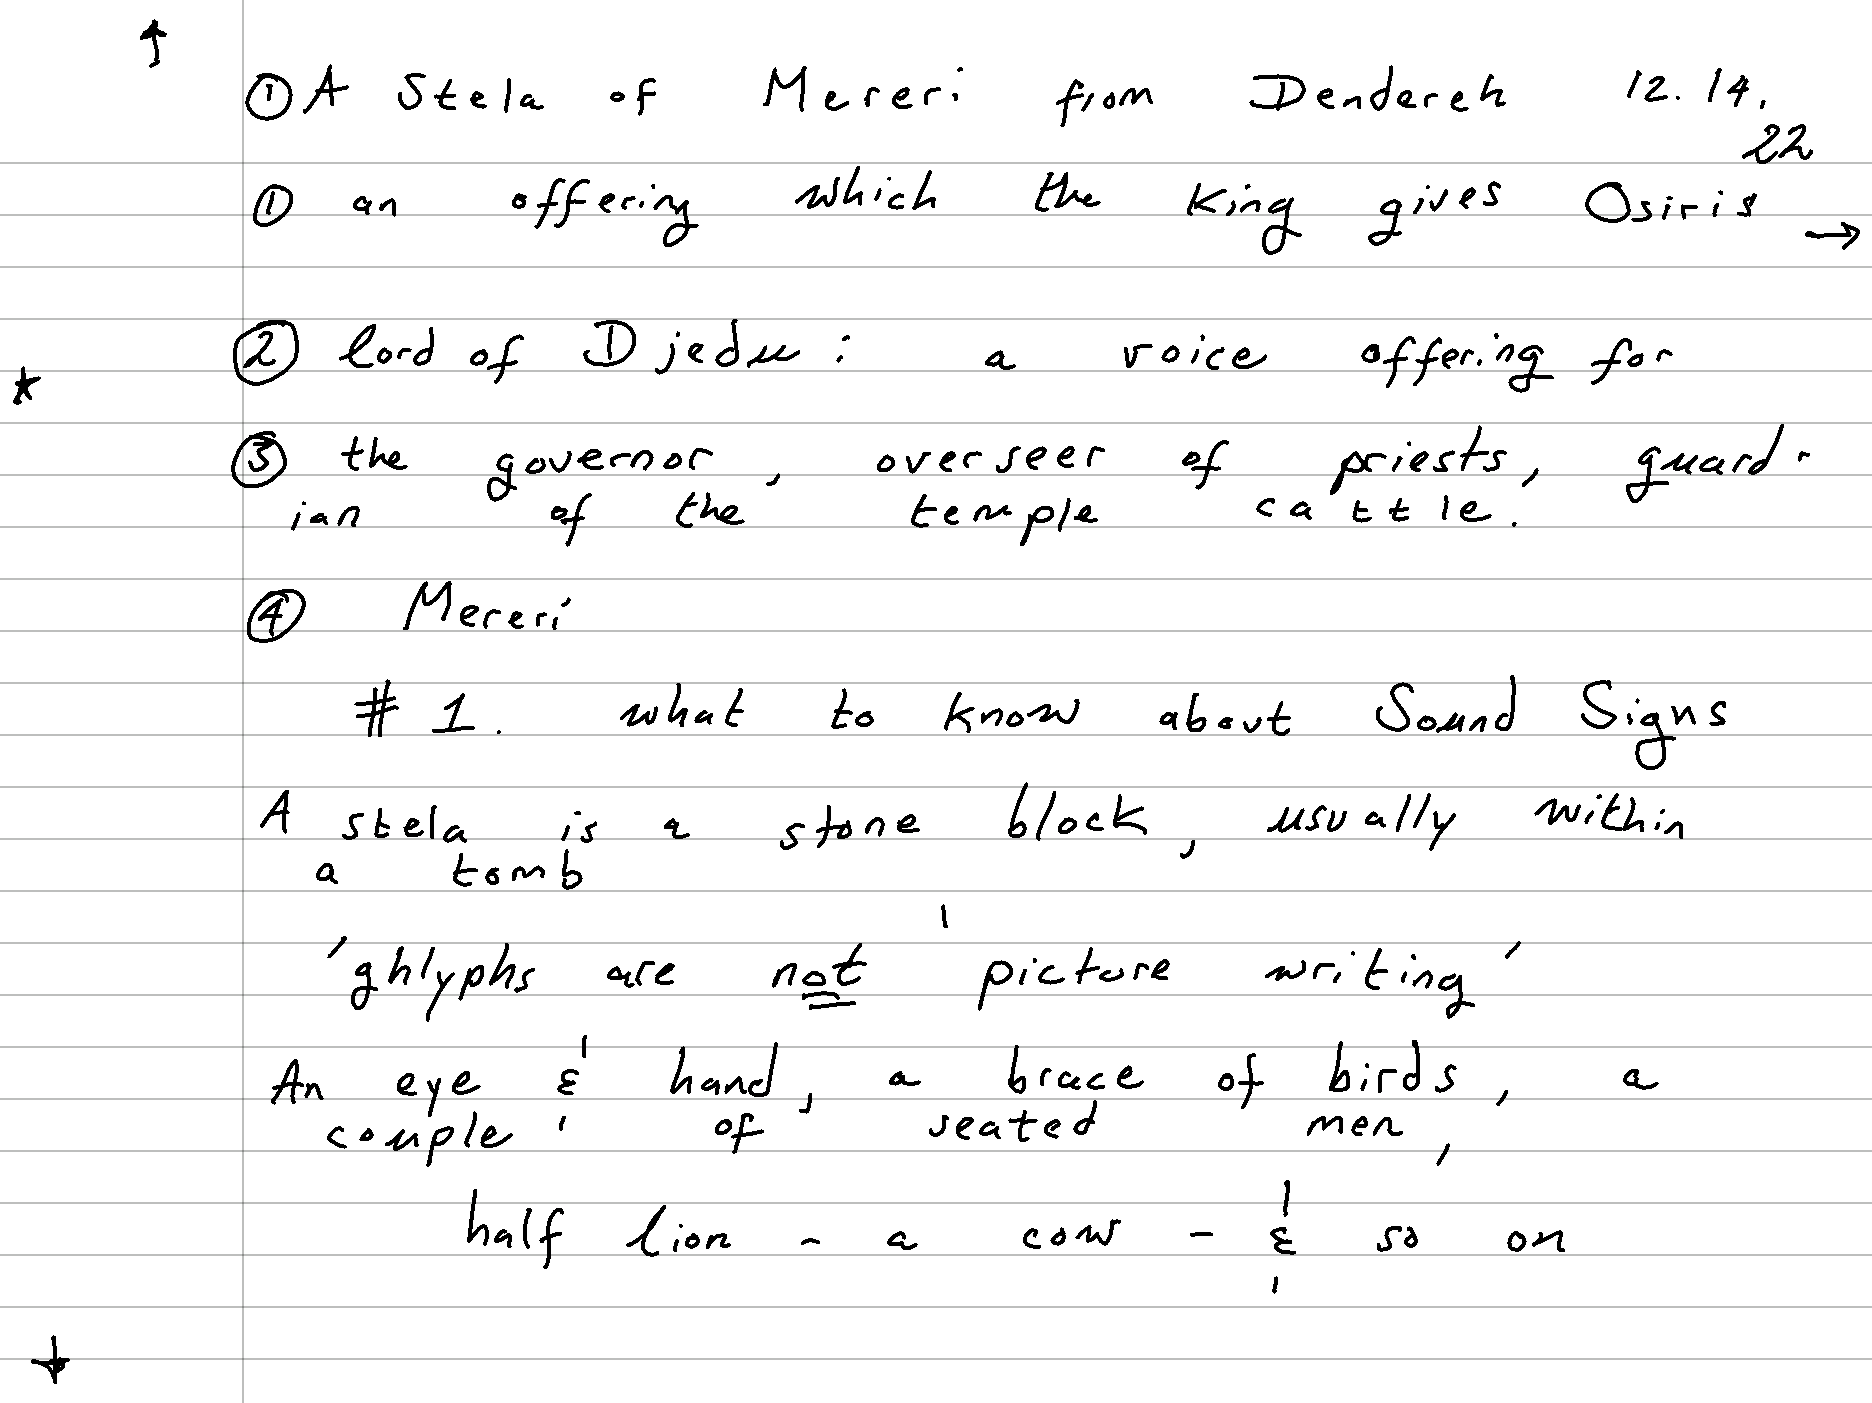 ↑
① A Stela of Mereri from Dendereh 12.14.
22
① an offering which the King gives Osiris →
② lord of Djedu: a voice offering for
*
③ the governor, overseer of priests, guard-
ian of the temple cattle.
④ Mereri
# 1. what to know about Sound Signs
A stela is a stone block, usually within
a tomb
'ghlyphs are not 'picture writing'
An eye & hand, a brace of birds, a
couple of seated men,
half lion - a cow - & so on
↓